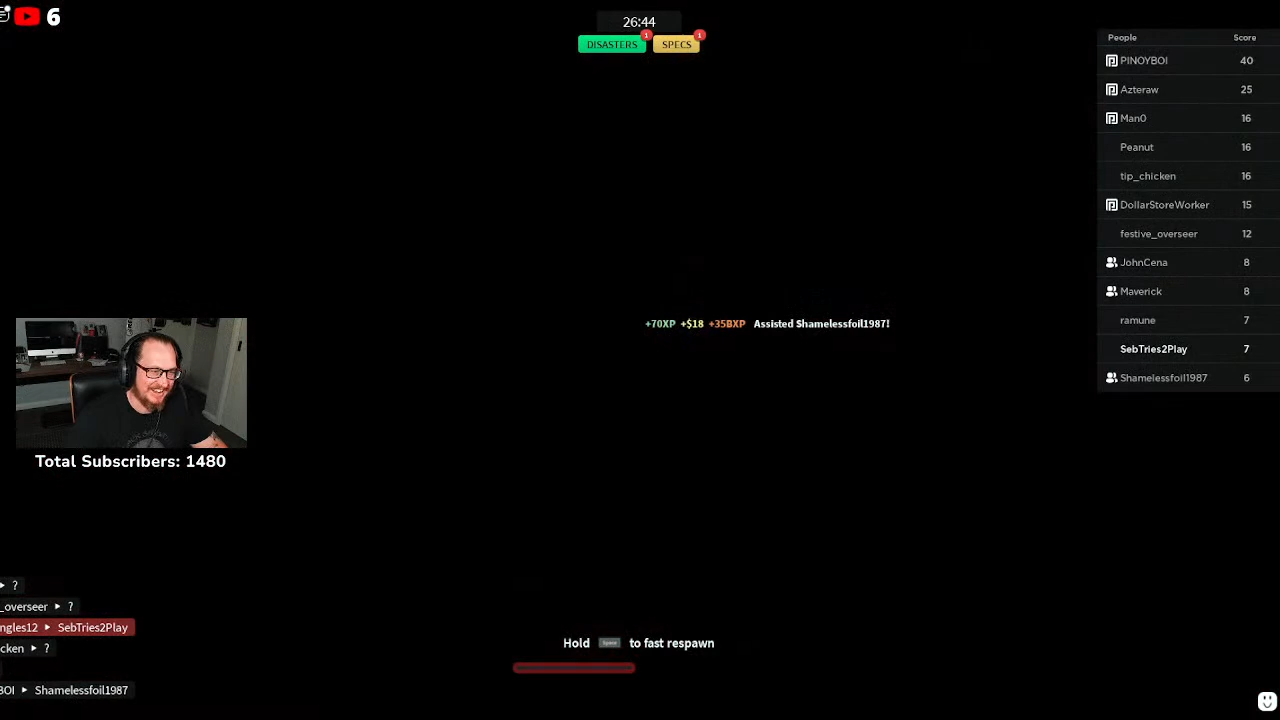 6
26:44
DISASTERS 1 SPECS 1
People Score
PINOYBOI 40
Azteraw 25
Man0 16
Peanut 16
tip_chicken 16
DollarStoreWorker 15
festive_overseer 12
JohnCena 8
Maverick 8
ramune 7
SebTries2Play 7
Shamelessfoil1987 6
+70XP +$18 +35BXP Assisted Shamelessfoil1987!
Total Subscribers: 1480
?
_overseer ?
ngles12 SebTries2Play
cken ?
BOI Shamelessfoil1987
Hold Space to fast respawn